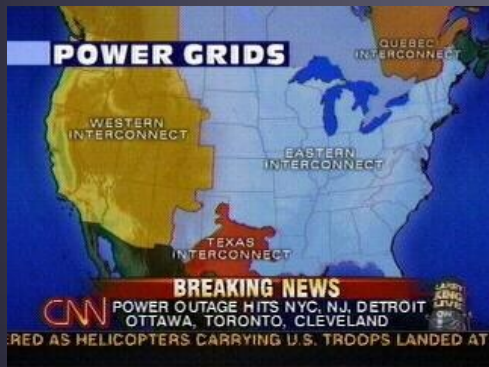 POWER GRIDS
QUEBEC
INTERCONNECT
WESTERN
INTERCONNECT
EASTERN
INTERCONNECT
TEXAS
INTERCONNECT
BREAKING NEWS
CNN
POWER OUTAGE HITS NYC, NJ, DETROIT
OTTAWA, TORONTO, CLEVELAND
LARRY
KING
LIVE
ERED AS HELICOPTERS CARRYING U.S. TROOPS LANDED AT